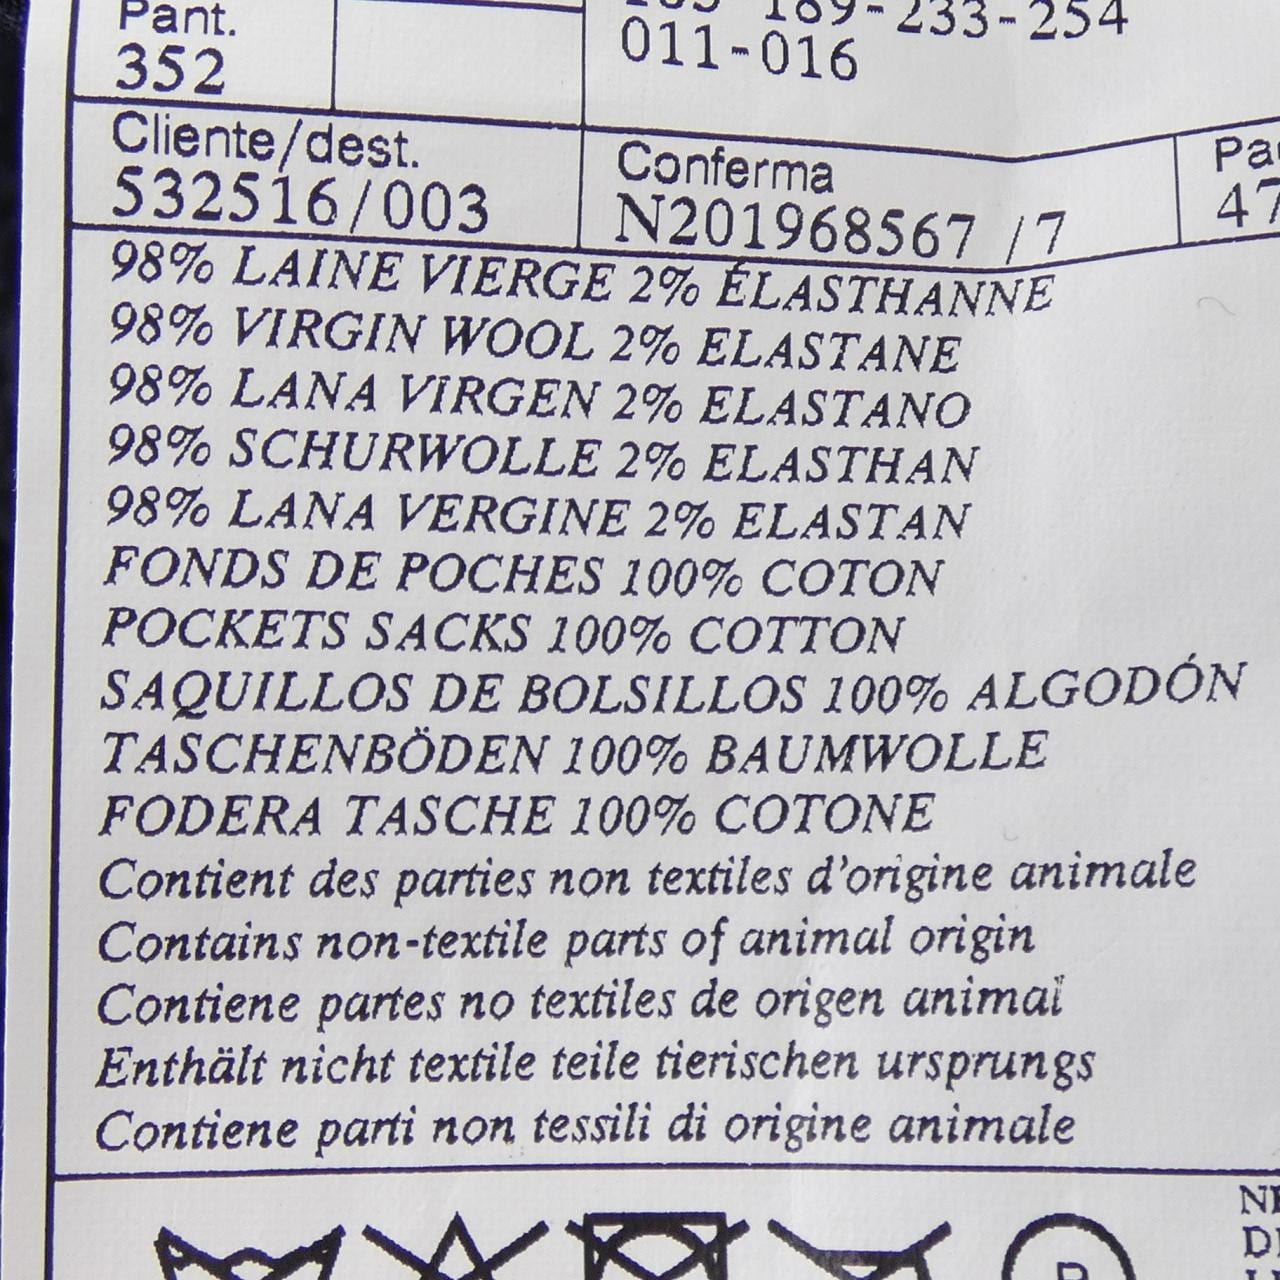 Pant.
352
189-233-254
011-016
Cliente/dest.
532516/003
Conferma
N201968567 /7
47
98% LAINE VIERGE 2% ÉLASTHANNE
98% VIRGIN WOOL 2% ELASTANE
98% LANA VIRGEN 2% ELASTANO
98% SCHURWOLLE 2% ELASTHAN
98% LANA VERGINE 2% ELASTAN
FONDS DE POCHES 100% COTON
POCKETS SACKS 100% COTTON
SAQUILLOS DE BOLSILLOS 100% ALGODÓN
TASCHENBÖDEN 100% BAUMWOLLE
FODERA TASCHE 100% COTONE
Contient des parties non textiles d'origine animale
Contains non-textile parts of animal origin
Contiene partes no textiles de origen animal
Enthält nicht textile teile tierischen ursprungs
Contiene parti non tessili di origine animale
P